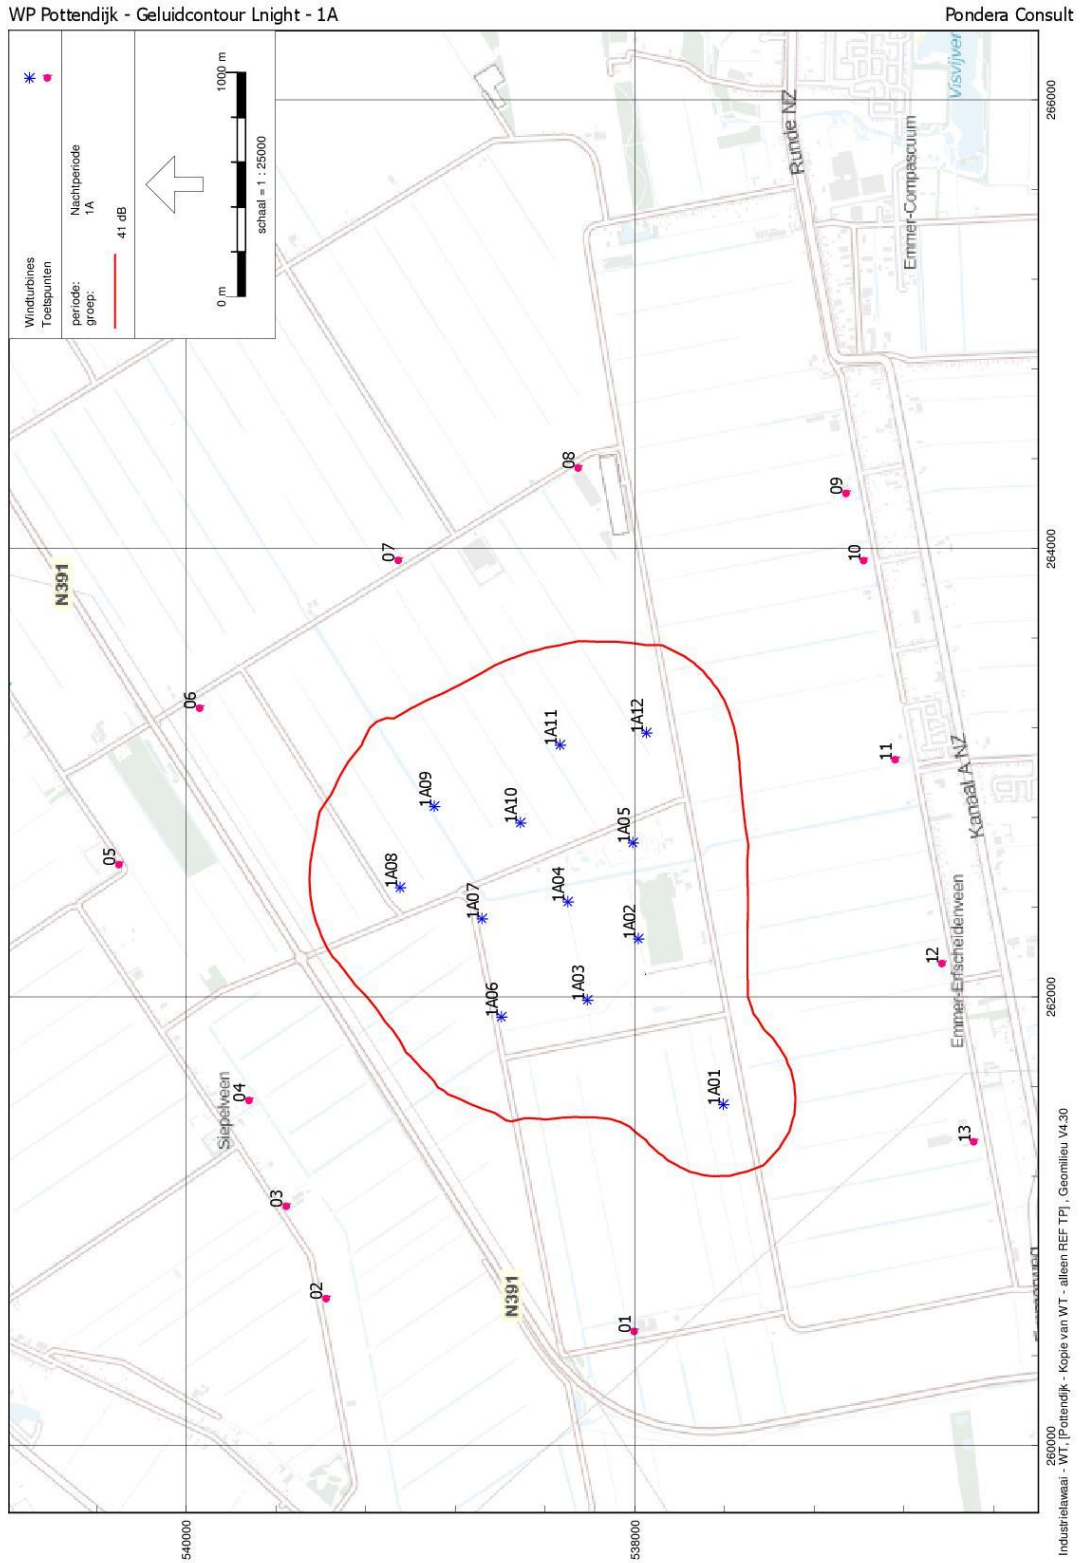 WP Pottendijk - Geluidcontour Lnight - 1A
Pondera Consult
Windturbines
Toetspunten
periode: Nachtperiode
groep: 1A
41 dB
0 m 1000 m
schaal = 1 : 25000
N391
Visvijver
Runde NZ
266000
Emmer-Compascuum
05
06
07
08
09
10
264000
1A08
1A09
1A07
1A10
1A11
1A04
1A05
1A12
11
Kanaal A NZ
1A06
1A03
1A02
12
Emmer-Erfscheidenveen
262000
Siepelveen
04
1A01
13
03
02
N391
01
260000
540000
538000
Industrielawaai - WT, [Pottendijk - Kopie van WT - alleen REF TP] , Geomilieu V4.30